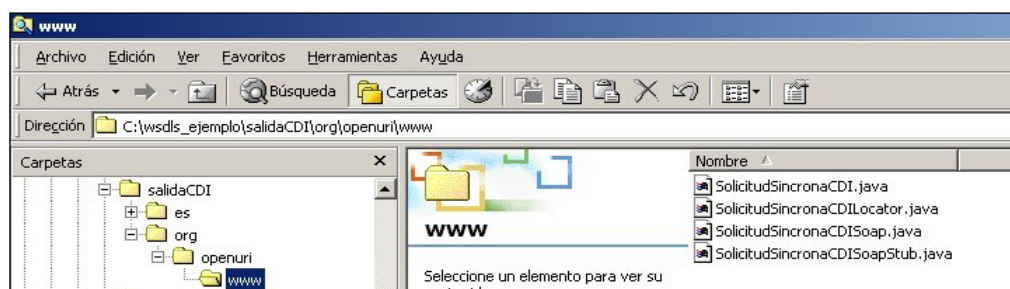 www
Archivo Edición Ver Favoritos Herramientas Ayuda
Atrás Búsqueda Carpetas
Dirección C:\wsdls_ejemplo\salidaCDI\org\openuri\www
Carpetas
salidaCDI
es
org
openuri
www
www
Seleccione un elemento para ver su
Nombre
SolicitudSincronaCDI.java
SolicitudSincronaCDILocator.java
SolicitudSincronaCDISoap.java
SolicitudSincronaCDISoapStub.java